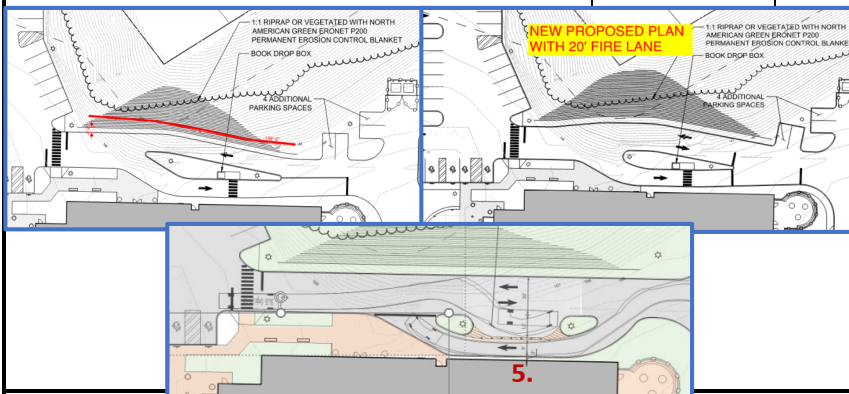 1:1 RIPRAP OR VEGETATED WITH NORTH
AMERICAN GREEN ERONET P200
PERMANENT EROSION CONTROL BLANKET
BOOK DROP BOX
4 ADDITIONAL
PARKING SPACES
NEW PROPOSED PLAN
WITH 20' FIRE LANE
1:1 RIPRAP OR VEGETATED WITH NORTH
AMERICAN GREEN ERONET P200
PERMANENT EROSION CONTROL BLANKE
BOOK DROP BOX
4 ADDITIONAL
PARKING SPACES
5.